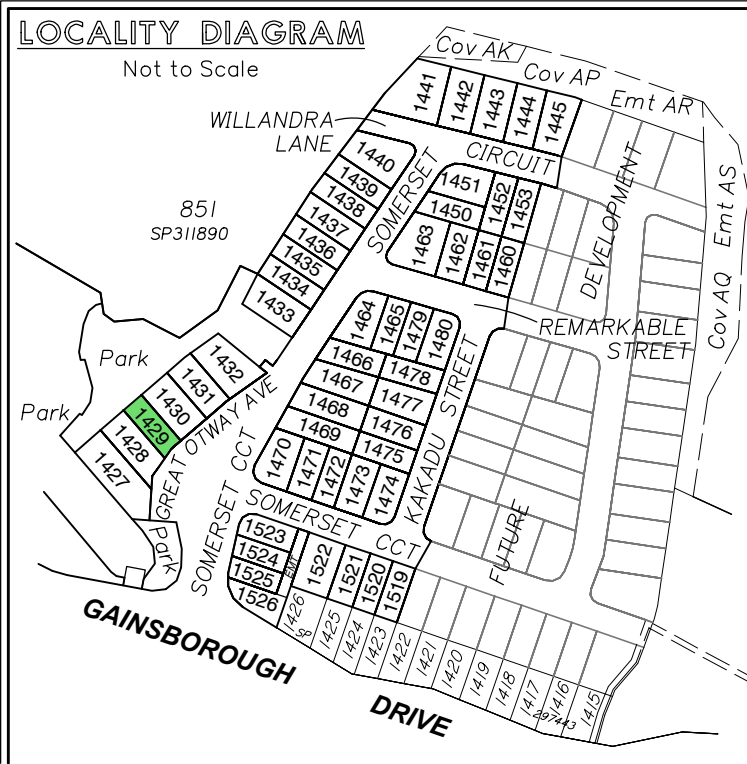 LOCALITY DIAGRAM
Not to Scale
Cov AK
Cov AP
Emt AR
1441
1442
1443
1444
1445
WILLANDRA
LANE
CIRCUIT
SOMERSET
1440
1439
1438
1437
1436
1435
1434
1433
1451
1450
1452
1453
1463
1462
1461
1460
851
SP311890
DEVELOPMENT
Emt AS
Cov AQ
REMARKABLE
STREET
1464
1465
1479
1480
1466
1478
1467
1477
1468
1476
1469
1475
1470
1471
1472
1473
1474
KAKADU STREET
Park
Park
1432
1431
1430
1429
1428
1427
GREAT OTWAY AVE
SOMERSET CCT
SOMERSET CCT
Park
FUTURE
1523
1524
1525
1526
EMT
1522
1521
1520
1519
1426
SP
1425
1424
1423
1422
1421
1420
1419
1418
1417
1416
1415
297443
GAINSBOROUGH
DRIVE